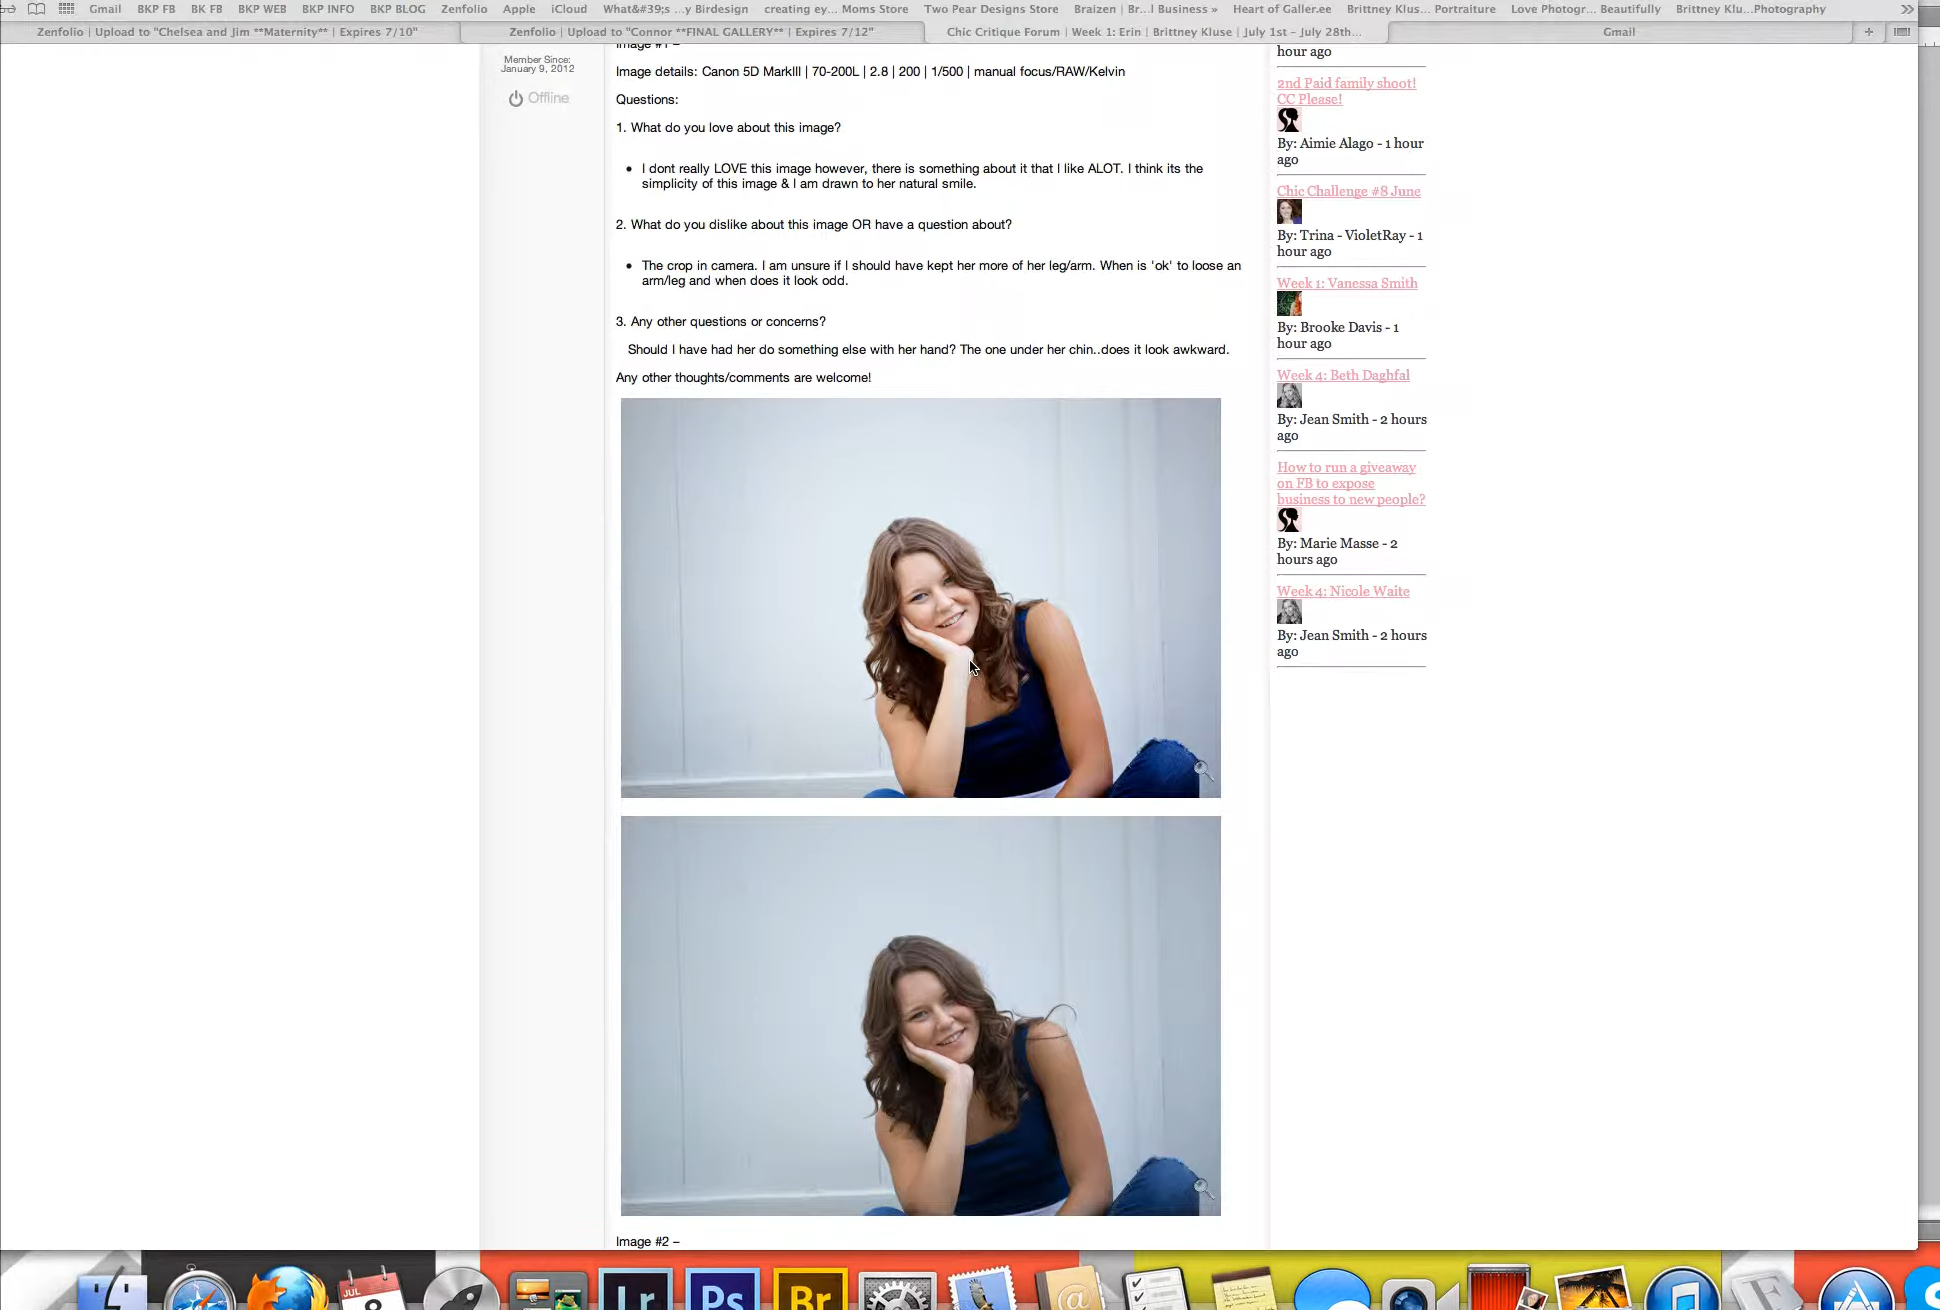 Gmail BKP FB BK FB BKP WEB BKP INFO BKP BLOG Zenfolio Apple iCloud What&#39;s ...y Birdesign creating ey... Moms Store Two Pear Designs Store Braizen | Br...l Business » Heart of Galler.ee Brittney Klus... Portraiture Love Photogr... Beautifully Brittney Klu...Photography
Zenfolio | Upload to "Chelsea and Jim **Maternity** | Expires 7/10" Zenfolio | Upload to "Connor **FINAL GALLERY** | Expires 7/12" Chic Critique Forum | Week 1: Erin | Brittney Kluse | July 1st – July 28th... Gmail
Member Since:
January 9, 2012
Offline
Image #1 –
Image details: Canon 5D MarkIII | 70-200L | 2.8 | 200 | 1/500 | manual focus/RAW/Kelvin
Questions:
1. What do you love about this image?
• I dont really LOVE this image however, there is something about it that I like ALOT. I think its the
simplicity of this image & I am drawn to her natural smile.
2. What do you dislike about this image OR have a question about?
• The crop in camera. I am unsure if I should have kept her more of her leg/arm. When is 'ok' to loose an
arm/leg and when does it look odd.
3. Any other questions or concerns?
Should I have had her do something else with her hand? The one under her chin..does it look awkward.
Any other thoughts/comments are welcome!
Image #2 –
hour ago
2nd Paid family shoot!
CC Please!
By: Aimie Alago - 1 hour
ago
Chic Challenge #8 June
By: Trina - VioletRay - 1
hour ago
Week 1: Vanessa Smith
By: Brooke Davis - 1
hour ago
Week 4: Beth Daghfal
By: Jean Smith - 2 hours
ago
How to run a giveaway
on FB to expose
business to new people?
By: Marie Masse - 2
hours ago
Week 4: Nicole Waite
By: Jean Smith - 2 hours
ago
JUL
8
Lr
Ps
Br